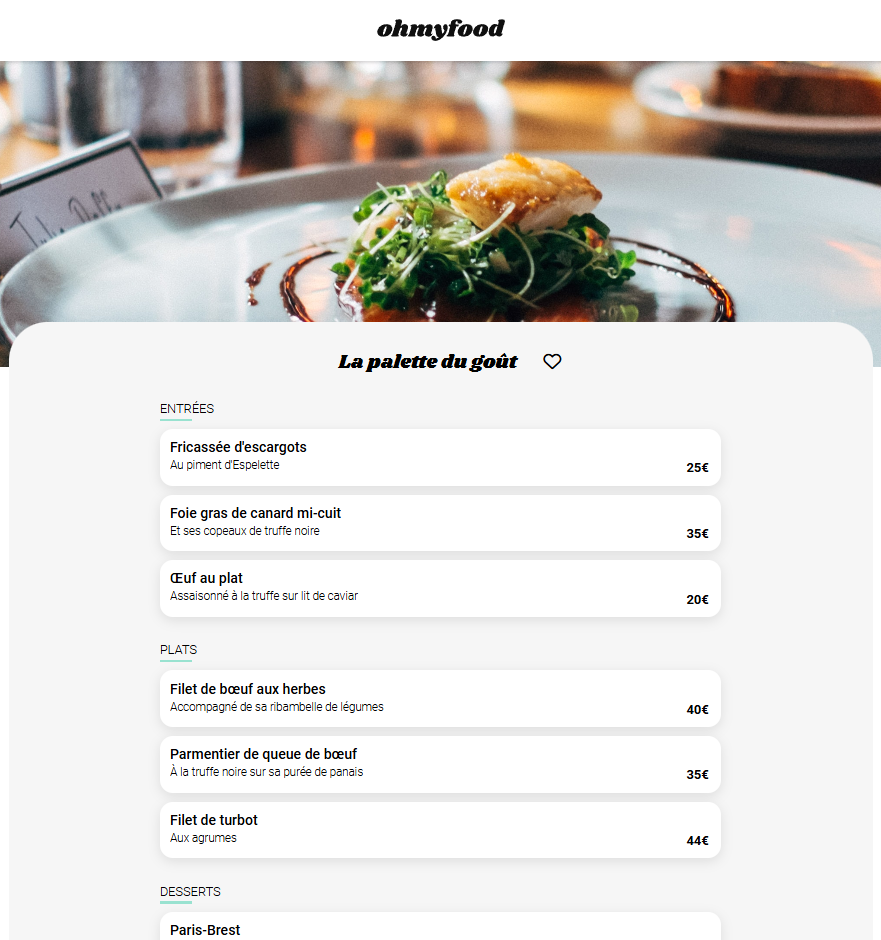 ohmyfood
La palette du goût
ENTRÉES
Fricassée d'escargots
Au piment d'Espelette
25€
Foie gras de canard mi-cuit
Et ses copeaux de truffe noire
35€
Œuf au plat
Assaisonné à la truffe sur lit de caviar
20€
PLATS
Filet de bœuf aux herbes
Accompagné de sa ribambelle de légumes
40€
Parmentier de queue de bœuf
À la truffe noire sur sa purée de panais
35€
Filet de turbot
Aux agrumes
44€
DESSERTS
Paris-Brest